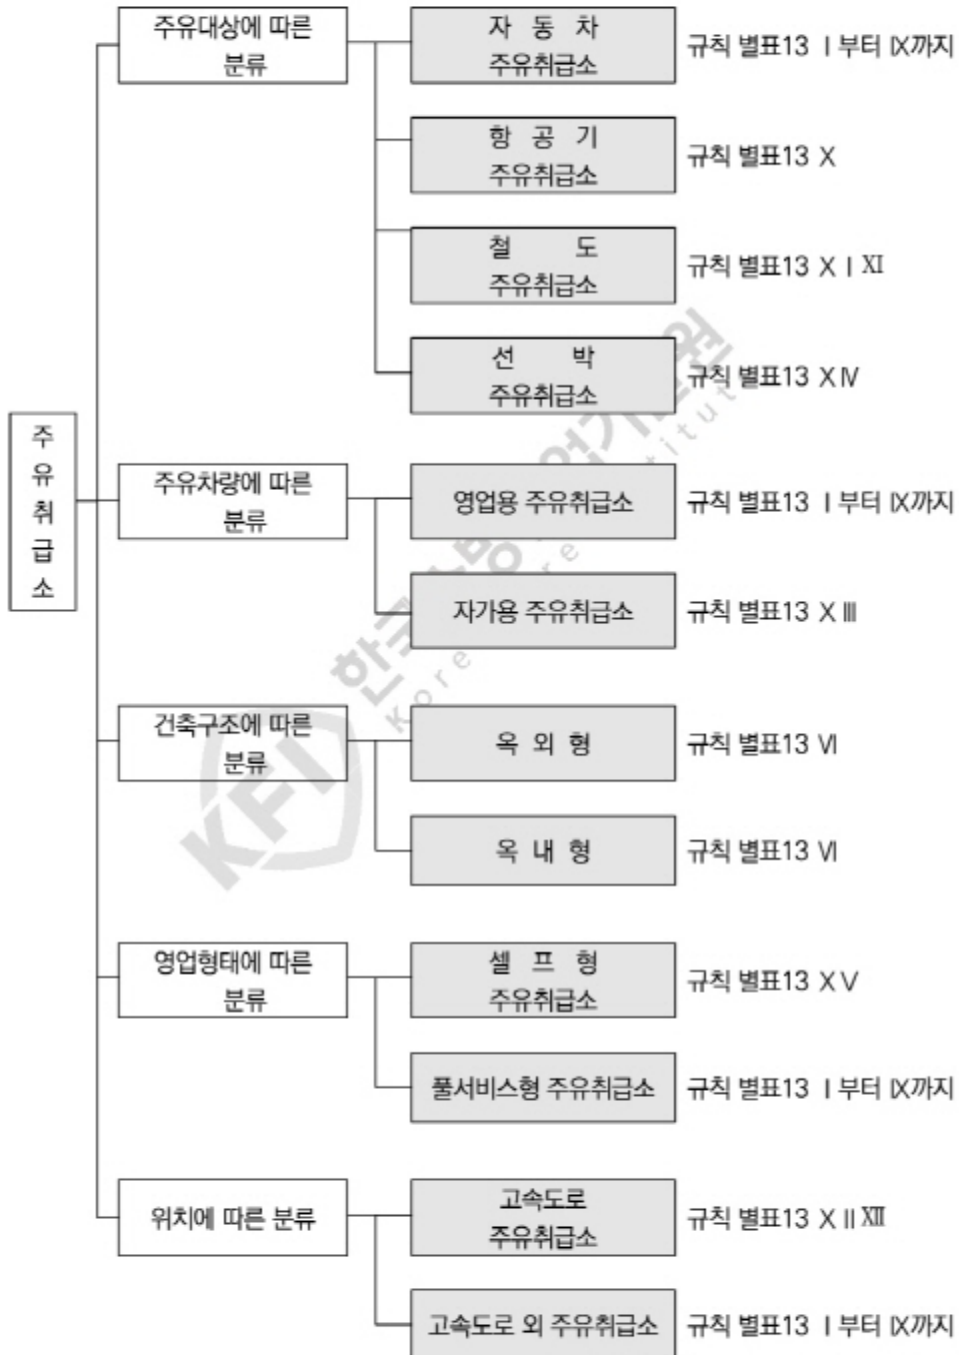 주유취급소
주유대상에 따른
분류
자 동 차
주유취급소
규칙 별표13 Ⅰ부터 Ⅸ까지
항 공 기
주유취급소
규칙 별표13 Ⅹ
철 도
주유취급소
규칙 별표13 ⅩⅠ Ⅺ
선 박
주유취급소
규칙 별표13 ⅩⅣ
주유차량에 따른
분류
영업용 주유취급소
규칙 별표13 Ⅰ부터 Ⅸ까지
자가용 주유취급소
규칙 별표13 ⅩⅢ
건축구조에 따른
분류
옥 외 형
규칙 별표13 Ⅵ
옥 내 형
규칙 별표13 Ⅵ
영업형태에 따른
분류
셀 프 형
주유취급소
규칙 별표13 ⅩⅤ
풀서비스형 주유취급소
규칙 별표13 Ⅰ부터 Ⅸ까지
위치에 따른 분류
고속도로
주유취급소
규칙 별표13 ⅩⅡ Ⅻ
고속도로 외 주유취급소
규칙 별표13 Ⅰ부터 Ⅸ까지
KFI